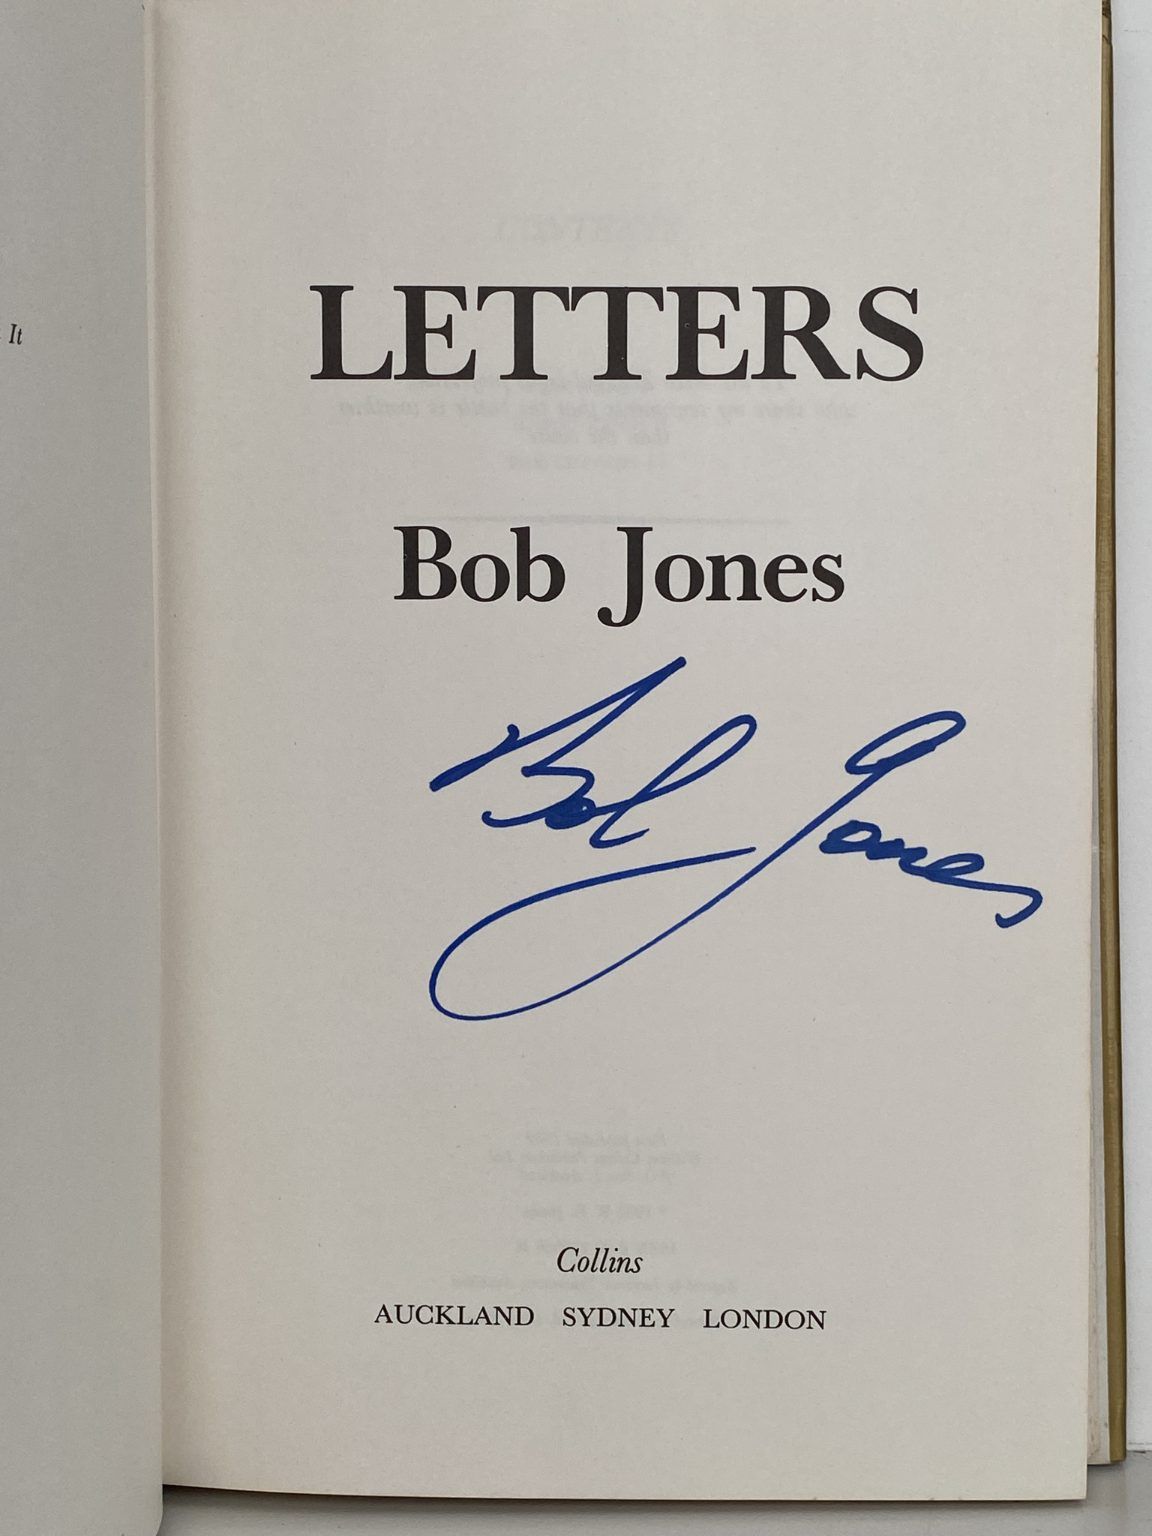 It
LETTERS
Bob Jones
Bob Jones
Collins
AUCKLAND SYDNEY LONDON